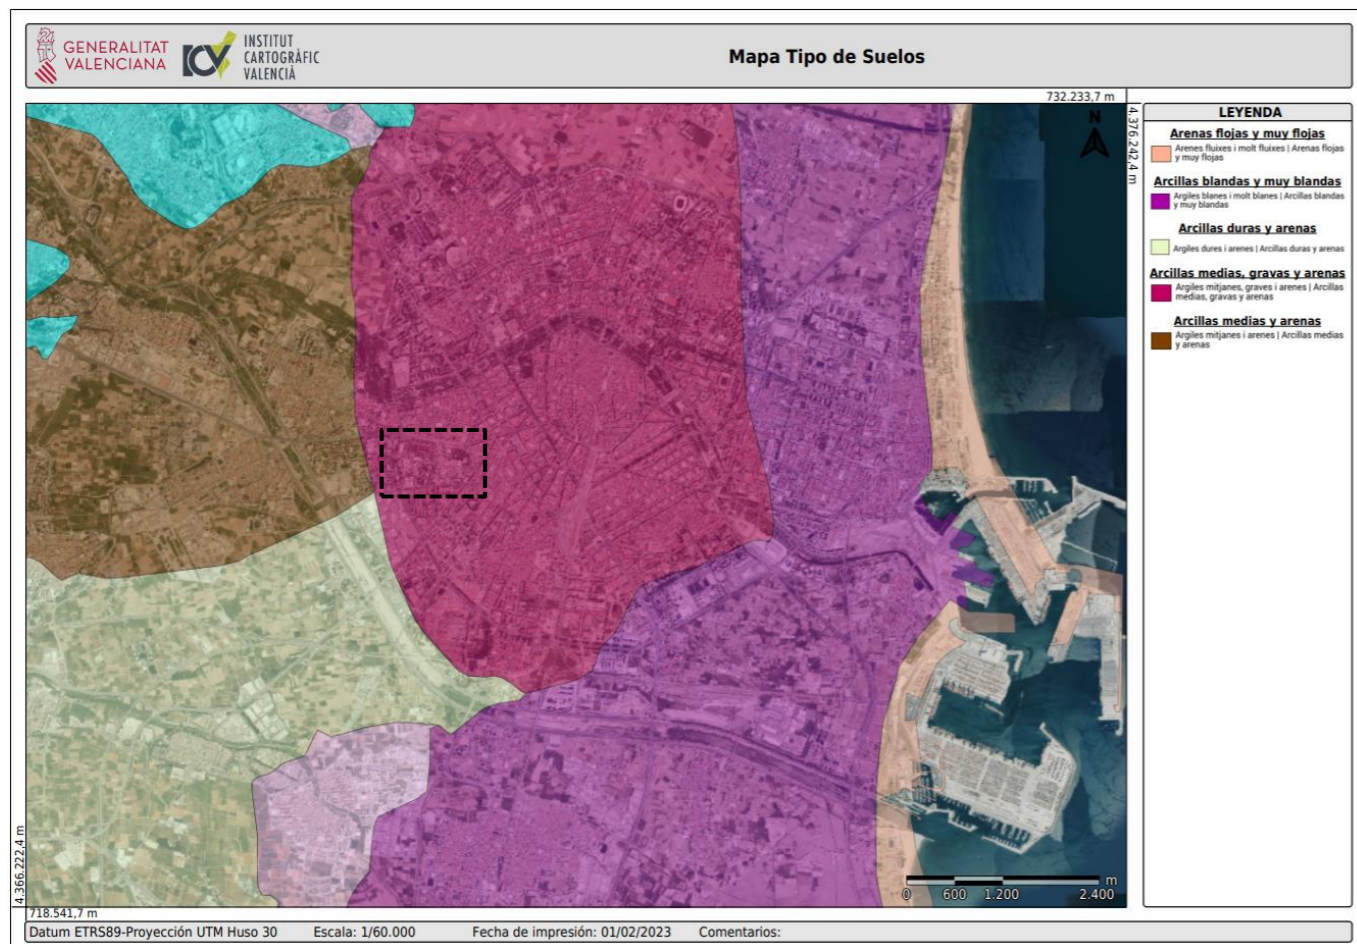 GENERALITAT
VALENCIANA
ICV
INSTITUT
CARTOGRÀFIC
VALENCIÀ
Mapa Tipo de Suelos
732.233,7 m
4.376.242,4 m
N
LEYENDA
Arenas flojas y muy flojas
Arenes fluixes i molt fluixes | Arenas flojas
y muy flojas
Arcillas blandas y muy blandas
Argiles blanes i molt blanes | Arcillas blandas
y muy blandas
Arcillas duras y arenas
Argiles dures i arenes | Arcillas duras y arenas
Arcillas medias, gravas y arenas
Argiles mitjanes, graves i arenes | Arcillas
medias, gravas y arenas
Arcillas medias y arenas
Argiles mitjanes i arenes | Arcillas medias
y arenas
m
0 600 1.200 2.400
4.366.222,4 m
718.541,7 m
Datum ETRS89-Proyección UTM Huso 30 Escala: 1/60.000 Fecha de impresión: 01/02/2023 Comentarios: